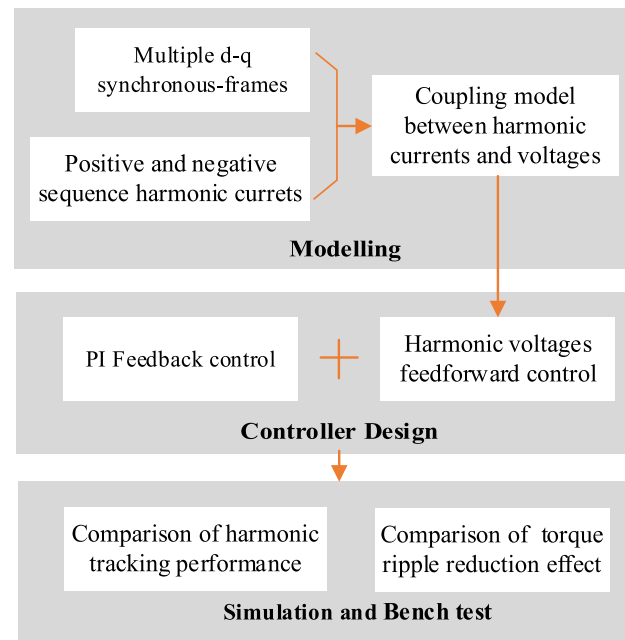 Multiple d-q
synchronous-frames
Positive and negative
sequence harmonic currets
Coupling model
between harmonic
currents and voltages
Modelling
PI Feedback control
Harmonic voltages
feedforward control
Controller Design
Comparison of harmonic
tracking performance
Comparison of torque
ripple reduction effect
Simulation and Bench test